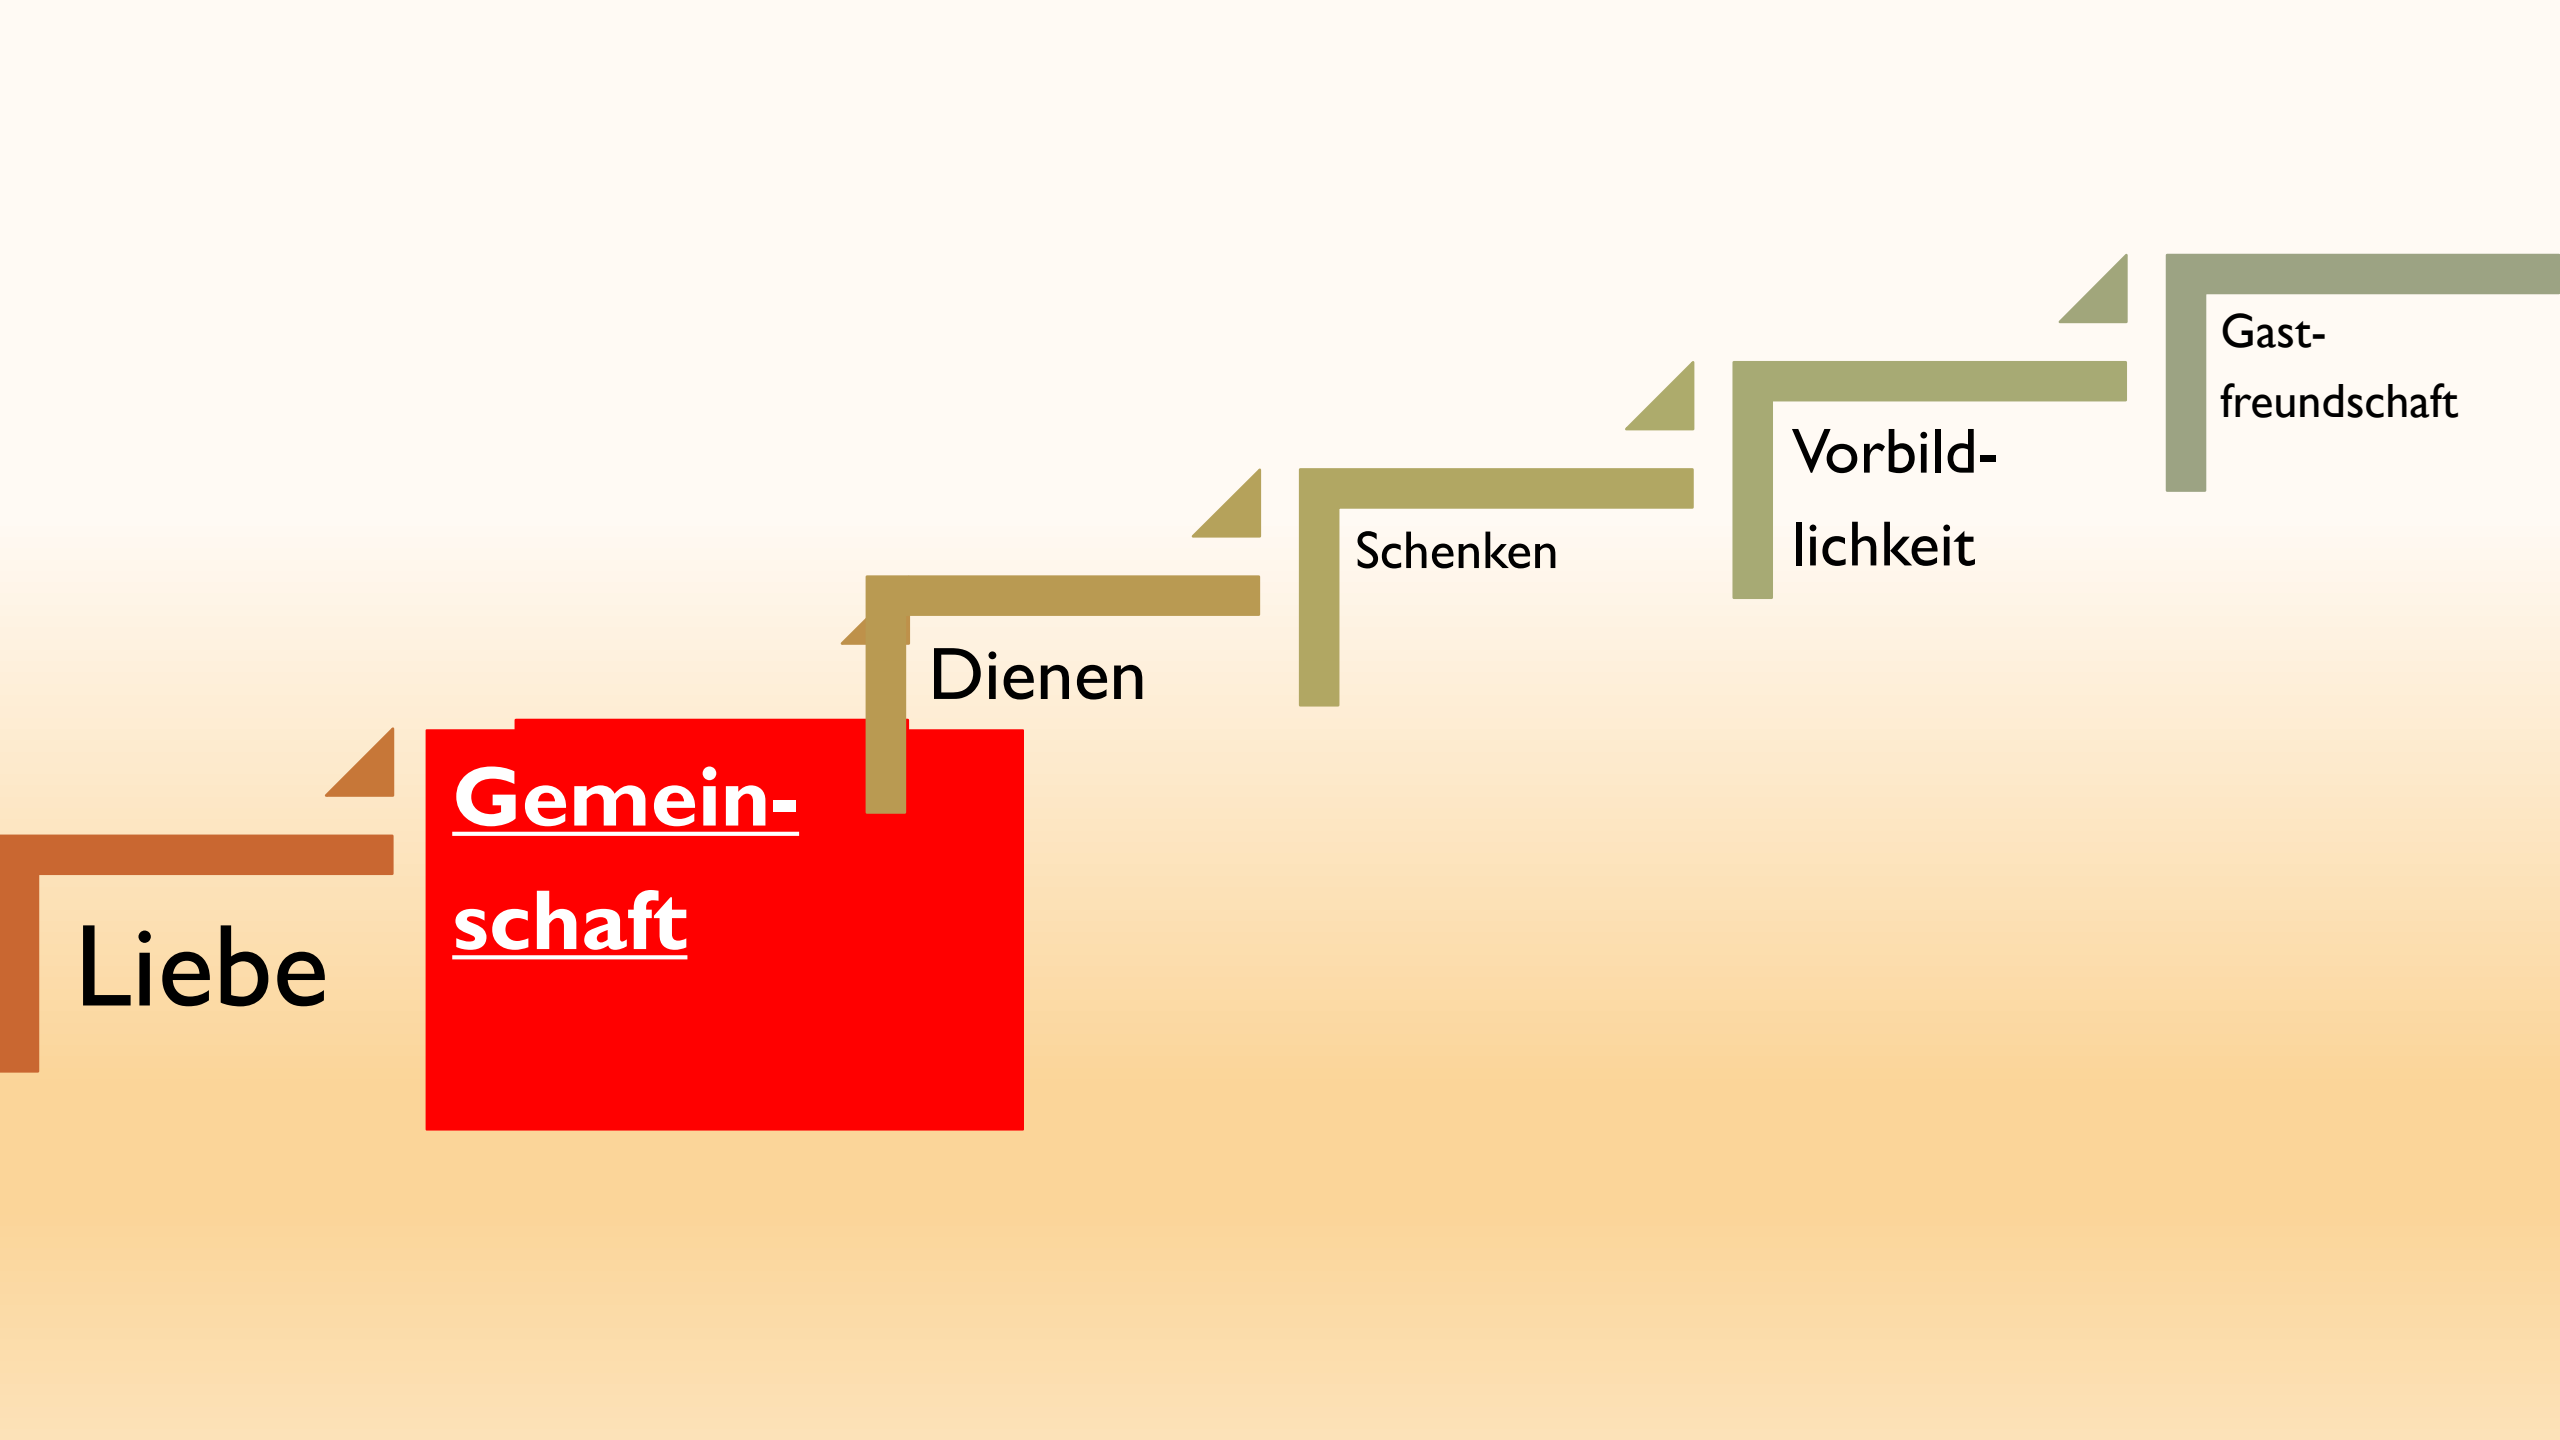 Liebe
Gemein-
schaft
Dienen
Schenken
Vorbild-
lichkeit
Gast-
freundschaft